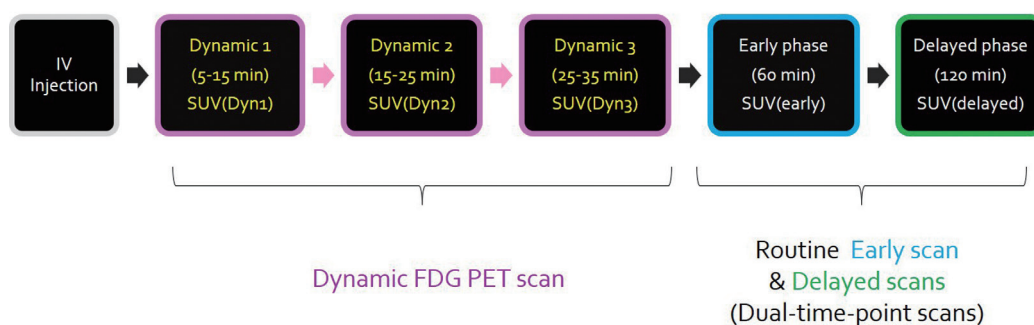 IV
Injection
Dynamic 1
(5-15 min)
SUV(Dyn1)
Dynamic 2
(15-25 min)
SUV(Dyn2)
Dynamic 3
(25-35 min)
SUV(Dyn3)
Early phase
(60 min)
SUV(early)
Delayed phase
(120 min)
SUV(delayed)
Dynamic FDG PET scan
Routine Early scan
& Delayed scans
(Dual-time-point scans)